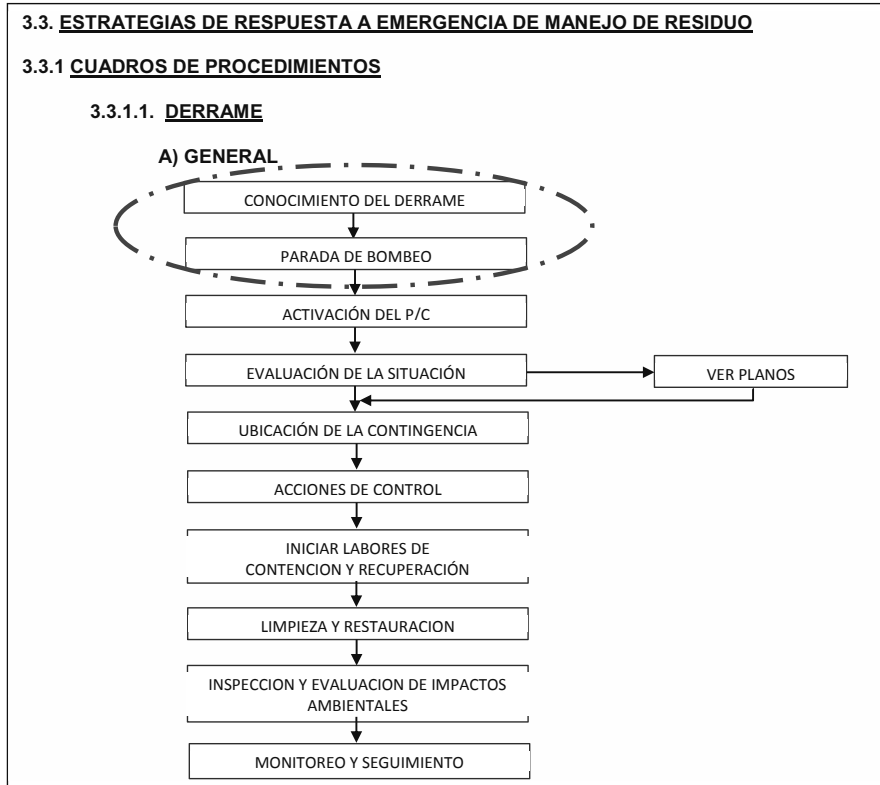 3.3. ESTRATEGIAS DE RESPUESTA A EMERGENCIA DE MANEJO DE RESIDUO
3.3.1 CUADROS DE PROCEDIMIENTOS
3.3.1.1. DERRAME
A) GENERAL
CONOCIMIENTO DEL DERRAME
PARADA DE BOMBEO
ACTIVACIÓN DEL P/C
EVALUACIÓN DE LA SITUACIÓN
VER PLANOS
UBICACIÓN DE LA CONTINGENCIA
ACCIONES DE CONTROL
INICIAR LABORES DE
CONTENCION Y RECUPERACIÓN
LIMPIEZA Y RESTAURACION
INSPECCION Y EVALUACION DE IMPACTOS
AMBIENTALES
MONITOREO Y SEGUIMIENTO